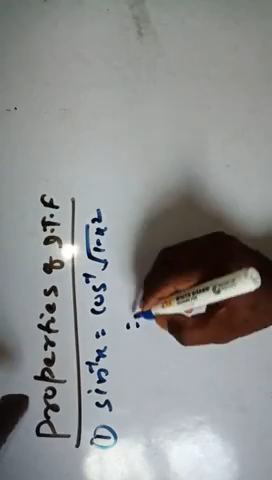 Properties of I.T.F
① sin⁻¹x = cos⁻¹ √1-x²